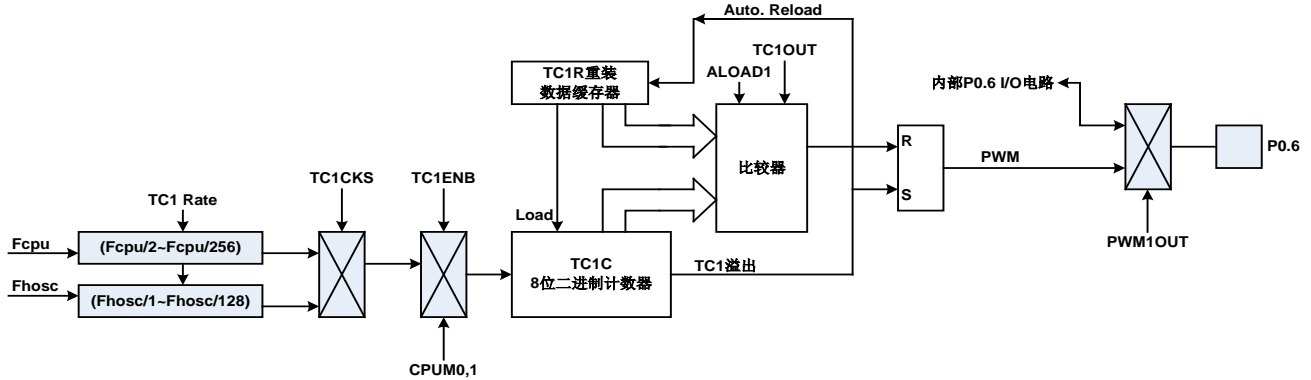 Auto. Reload
TC1OUT
ALOAD1
TC1R重装
数据缓存器
内部P0.6 I/O电路
比较器
R
S
PWM
P0.6
PWM1OUT
TC1CKS
TC1ENB
TC1 Rate
Load
Fcpu
(Fcpu/2~Fcpu/256)
Fhosc
(Fhosc/1~Fhosc/128)
TC1C
8位二进制计数器
TC1溢出
CPUM0,1